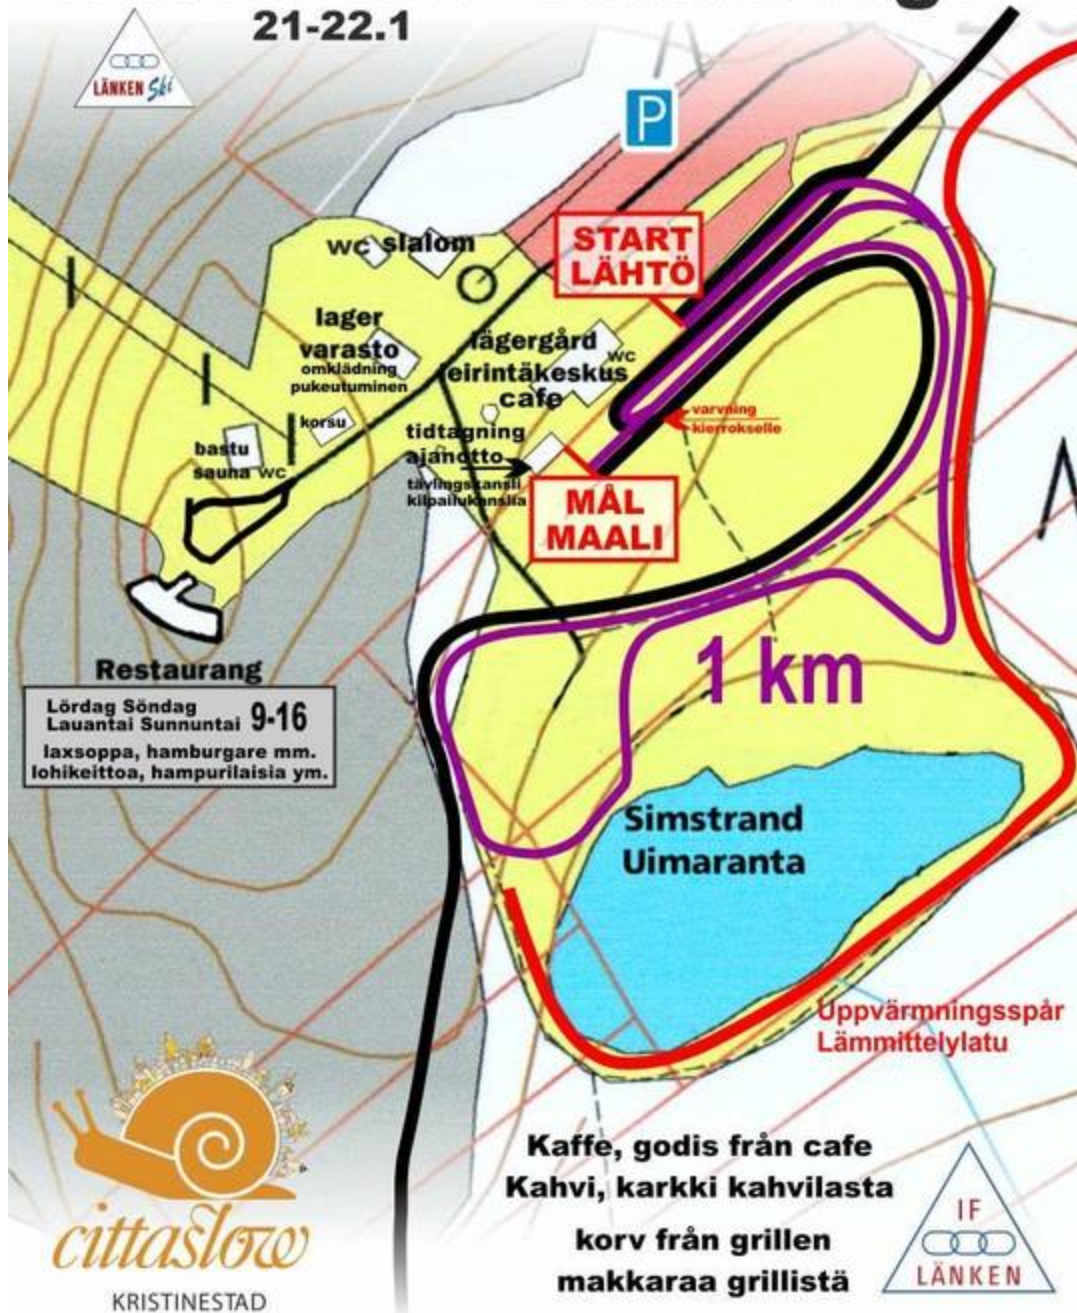 21-22.1
LÄNKEN Ski
P
START
LÄHTÖ
wc slalom
lager
varasto
omklädning
pukeutuminen
lägergård
wc
leirintäkeskus
cafe
korsu
varvning
kierrokselle
tidtagning
ajanotto
bastu
sauna wc
tävlingskansli
kilpailukanslia
MÅL
MAALI
1 km
Restaurang
Lördag Söndag
Lauantai Sunnuntai 9-16
laxsoppa, hamburgare mm.
lohikeittoa, hampurilaisia ym.
Simstrand
Uimaranta
Uppvärmningsspår
Lämmittelylatu
Kaffe, godis från cafe
Kahvi, karkki kahvilasta
korv från grillen
makkaraa grillistä
cittaslow
KRISTINESTAD
IF
LÄNKEN